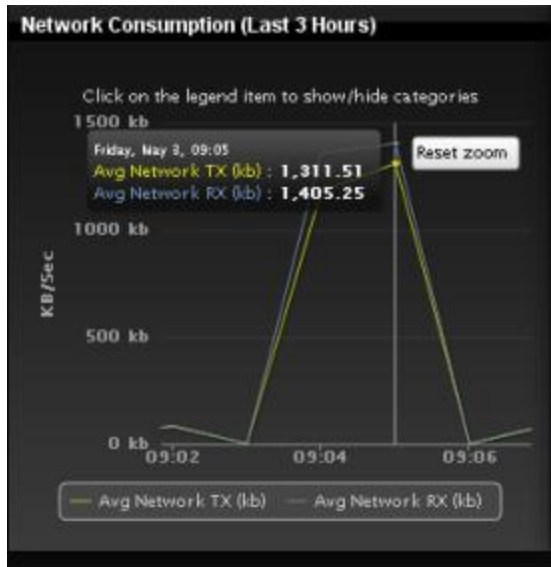 Network Consumption (Last 3 Hours)
Click on the legend item to show/hide categories
1500 kb
Friday, May 3, 09:05
Avg Network TX (kb) : 1,311.51
Avg Network RX (kb) : 1,405.25
Reset zoom
1000 kb
KB/Sec
500 kb
0 kb
09:02 09:04 09:06
Avg Network TX (kb) Avg Network RX (kb)